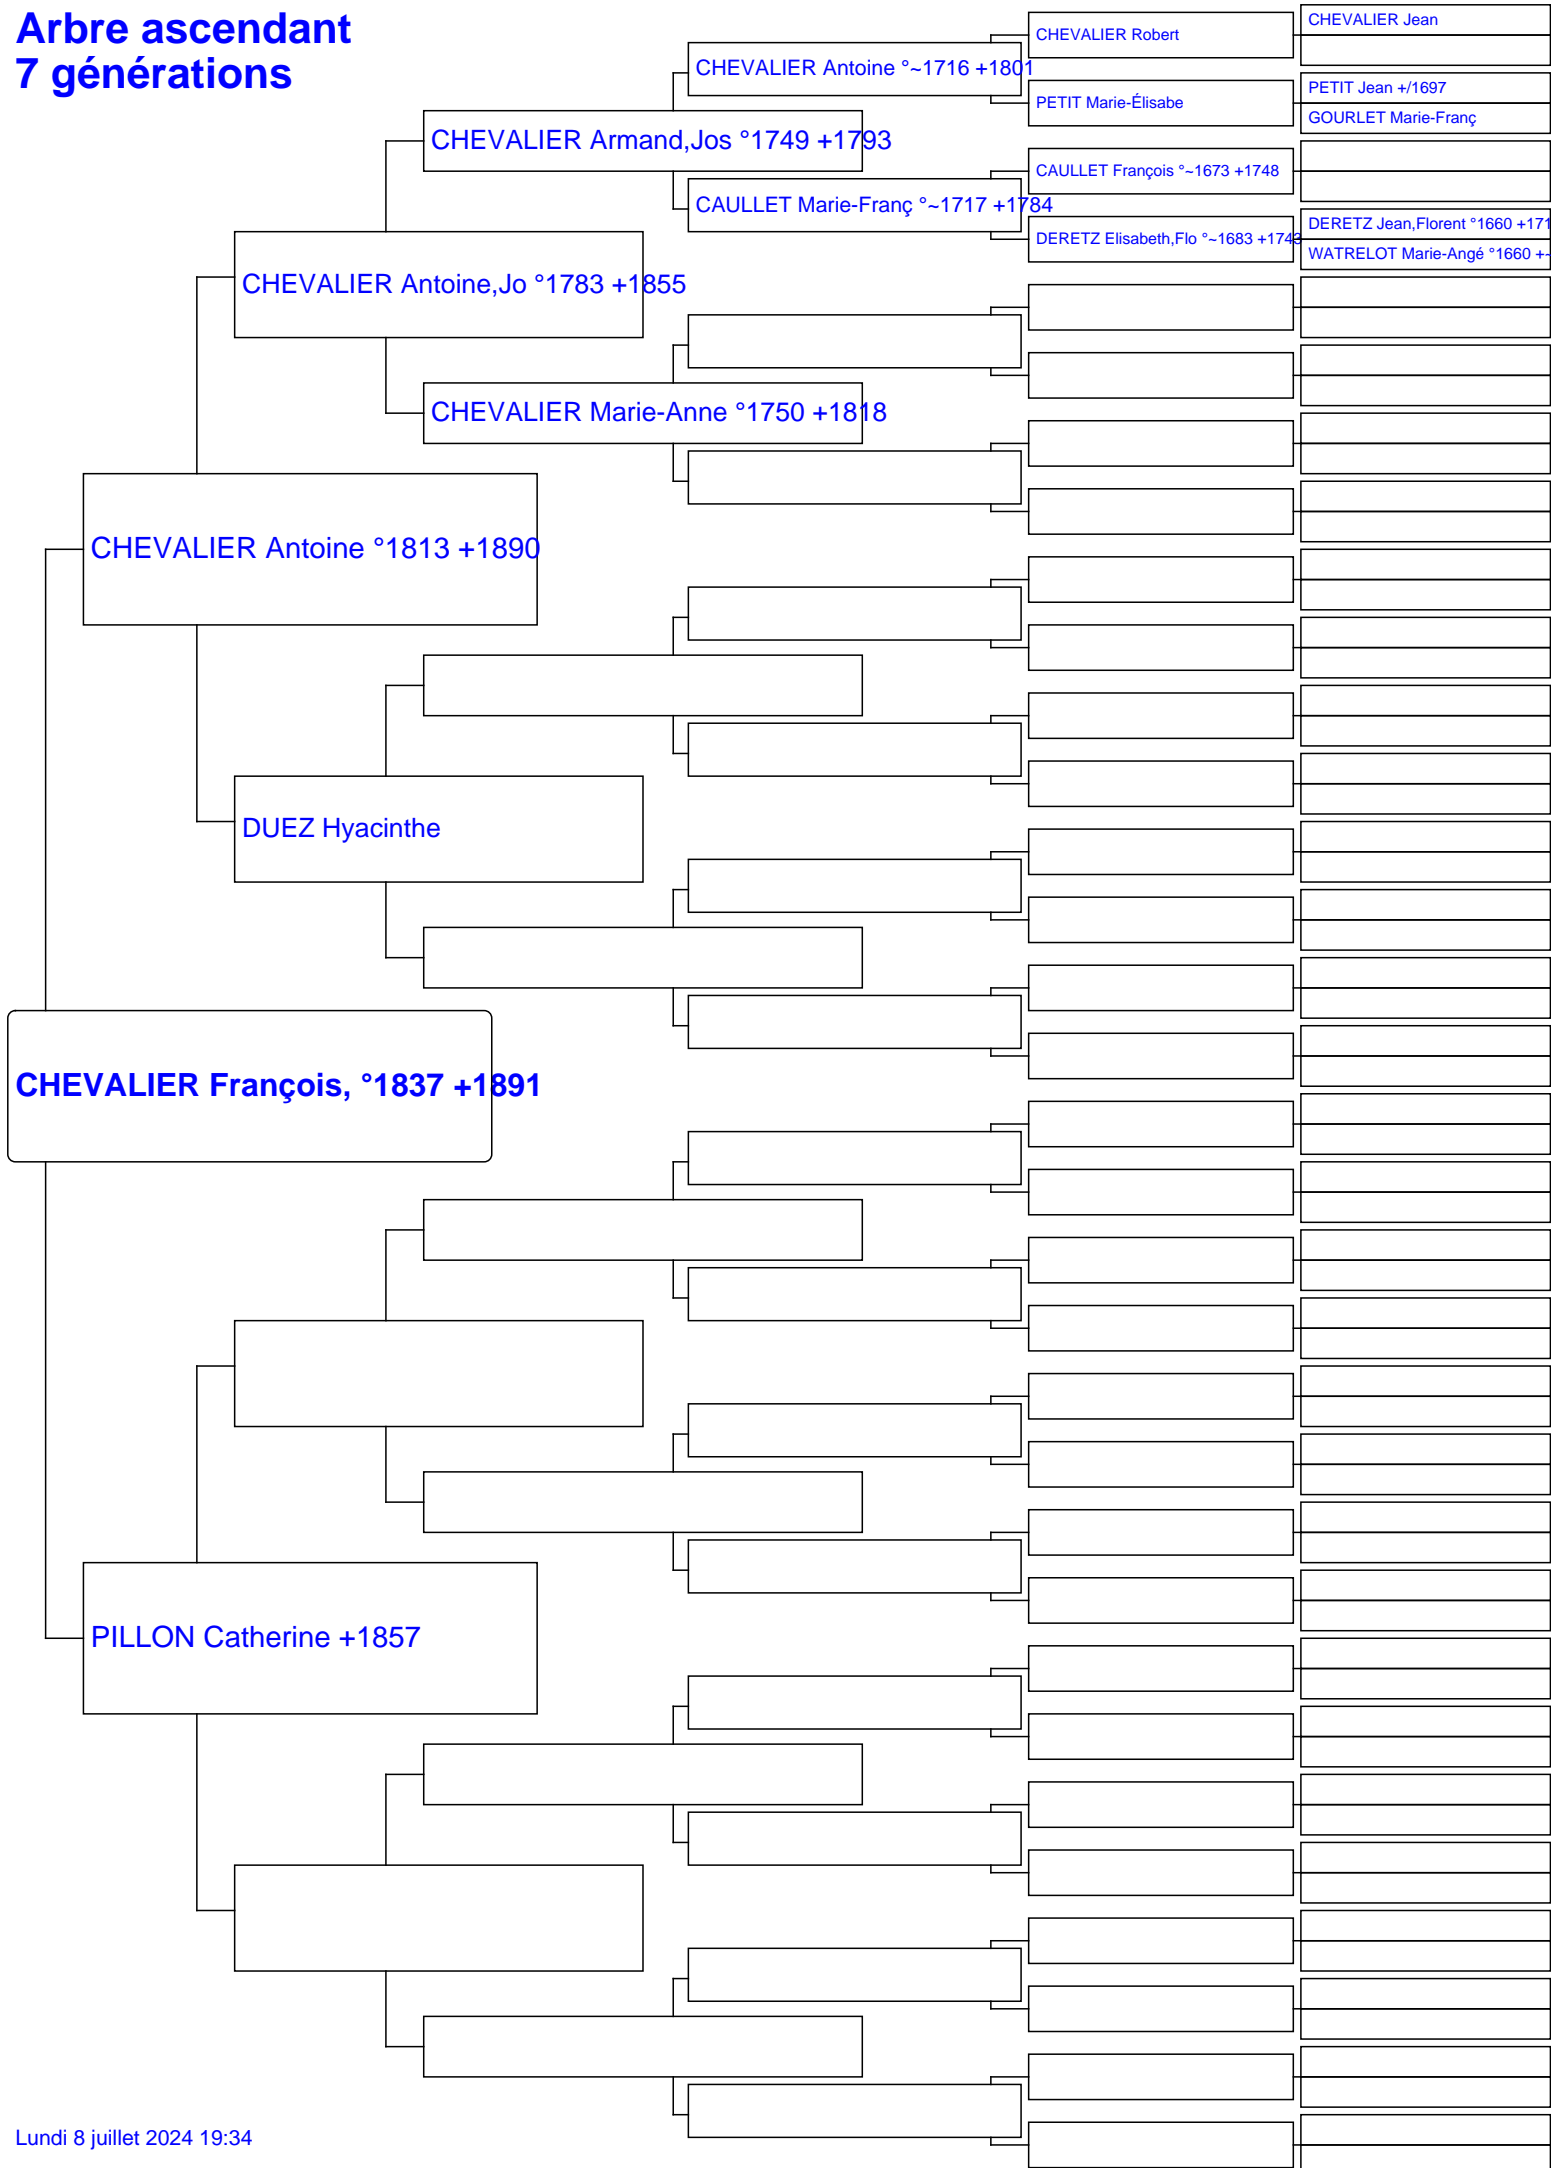 Arbre ascendant
7 générations
CHEVALIER Jean
CHEVALIER Robert
CHEVALIER Antoine °~1716 +1801
PETIT Jean +/1697
PETIT Marie-Élisabe
GOURLET Marie-Franç
CHEVALIER Armand,Jos °1749 +1793
CAULLET François °~1673 +1748
CAULLET Marie-Franç °~1717 +1784
DERETZ Jean,Florent °1660 +171
DERETZ Elisabeth,Flo °~1683 +1743
WATRELOT Marie-Angé °1660 +~
CHEVALIER Antoine,Jo °1783 +1855
CHEVALIER Marie-Anne °1750 +1818
CHEVALIER Antoine °1813 +1890
DUEZ Hyacinthe
CHEVALIER François, °1837 +1891
PILLON Catherine +1857
Lundi 8 juillet 2024 19:34